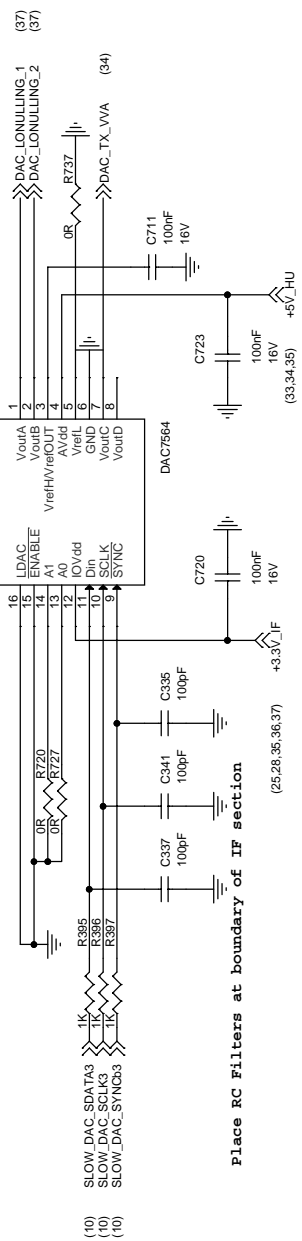 (37) DAC_LONULLING_1
(37) DAC_LONULLING_2
R737
0R
DAC_TX_VVA (34)
C711
100nF
16V
1 VoutA
2 VoutB
3 VrefH/VrefOUT
4 AVdd
5 VrefL
6 GND
7 VoutC
8 VoutD
DAC7564
16 LDAC
15 ENABLE
14 A1
13 A0
12 IOVdd
11 Din
10 SCLK
9 SYNC
C723
100nF
16V
+5V_HU
(33,34,35)
C720
100nF
16V
+3.3V_IF
(25,28,35,36,37)
0R R720
0R R727
C335
100pF
C341
100pF
C337
100pF
1K R395
1K R396
1K R397
(10) SLOW_DAC_SDATA3
(10) SLOW_DAC_SCLK3
(10) SLOW_DAC_SYNCb3
Place RC Filters at boundary of IF section